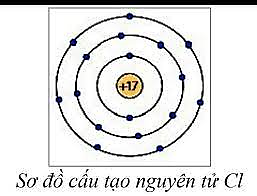 +17
Sơ đồ cấu tạo nguyên tử Cl